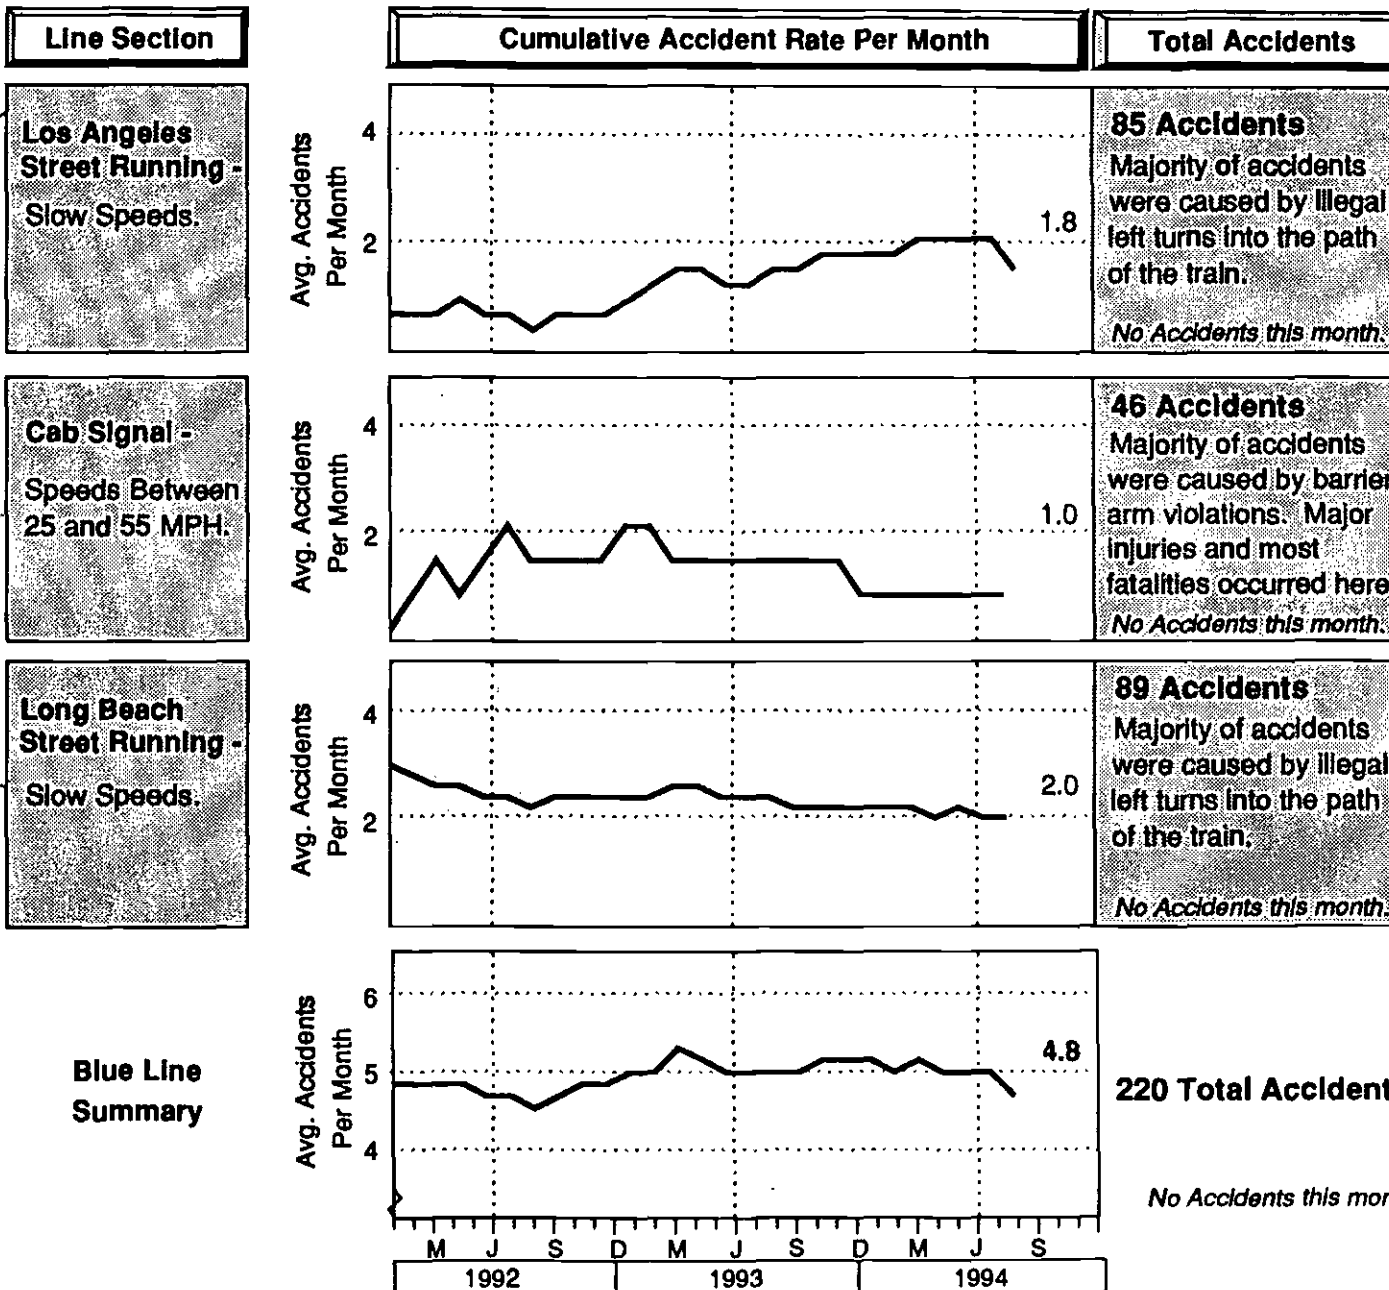 Line Section
Cumulative Accident Rate Per Month
Total Accidents
Los Angeles
Street Running -
Slow Speeds.
Avg. Accidents
Per Month
4
2
1.8
85 Accidents
Majority of accidents
were caused by illegal
left turns into the path
of the train.
No Accidents this month.
Cab Signal -
Speeds Between
25 and 55 MPH.
Avg. Accidents
Per Month
4
2
1.0
46 Accidents
Majority of accidents
were caused by barrier
arm violations. Major
injuries and most
fatalities occurred here
No Accidents this month.
Long Beach
Street Running -
Slow Speeds.
Avg. Accidents
Per Month
4
2
2.0
89 Accidents
Majority of accidents
were caused by illegal
left turns into the path
of the train.
No Accidents this month.
Blue Line
Summary
Avg. Accidents
Per Month
6
5
4
4.8
220 Total Accident
No Accidents this mor
M J S D M J S D M J S
1992 1993 1994